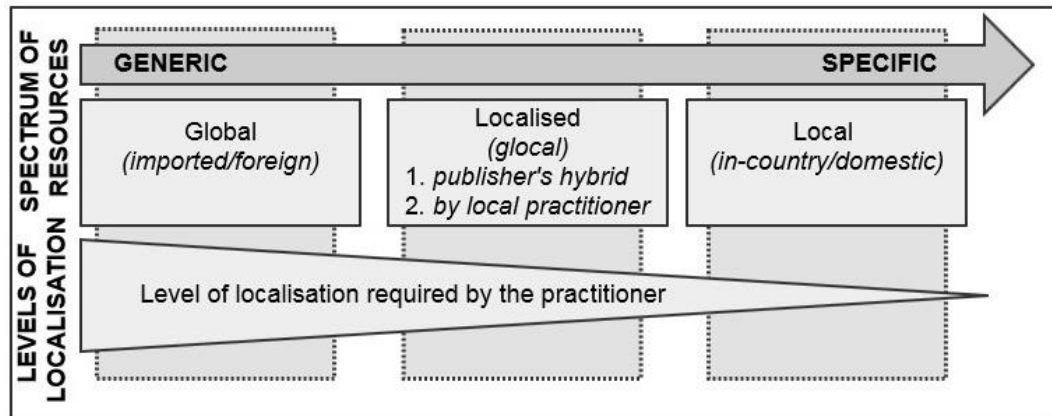 SPECTRUM OF
RESOURCES
GENERIC
SPECIFIC
Global
(imported/foreign)
Localised
(glocal)
1. publisher's hybrid
2. by local practitioner
Local
(in-country/domestic)
LEVELS OF
LOCALISATION
Level of localisation required by the practitioner